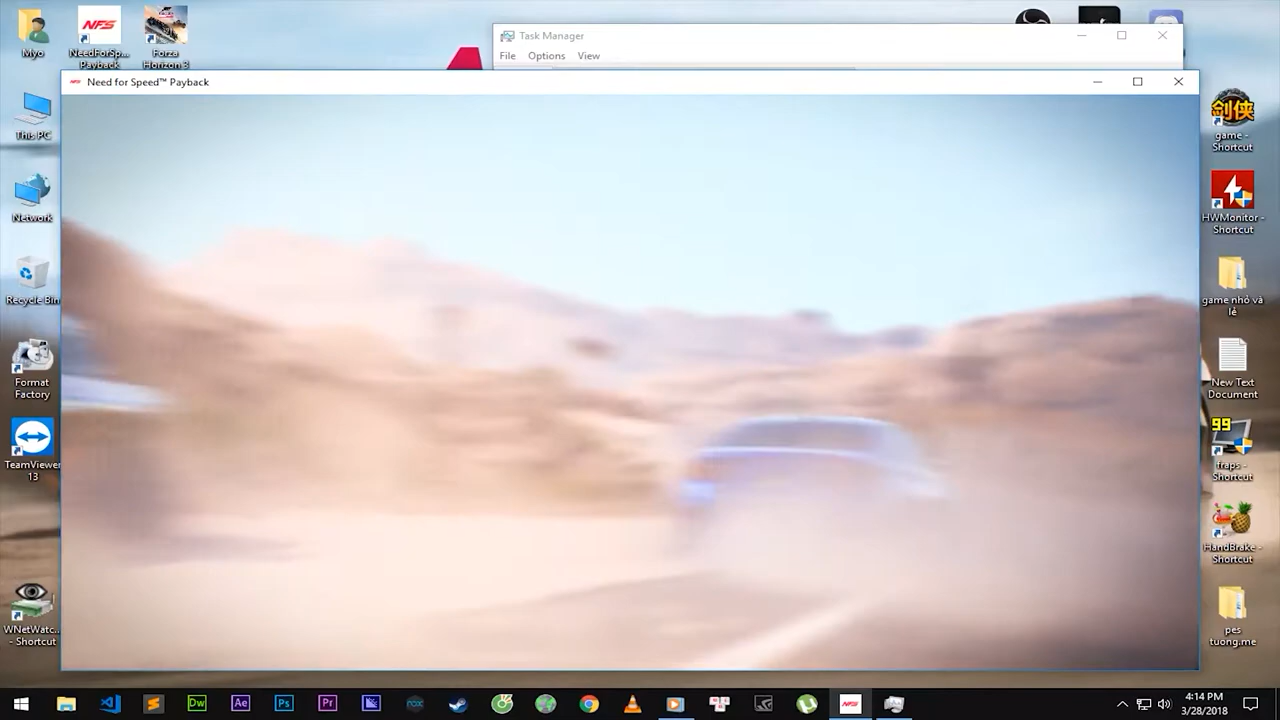 Task Manager
File Options View
Need for Speed™ Payback
Myo
NFS
NeedForSp...
Payback
Forza
Horizon 3
This PC
Network
Recycle Bin
Format
Factory
TeamViewer
13
WNetWatc...
- Shortcut
剑侠
game -
Shortcut
HWMonitor -
Shortcut
game nhỏ và
lẻ
New Text
Document
99
fraps -
Shortcut
HandBrake -
Shortcut
pes
tuong.me
Dw
Ae
Ps
Pr
nox
NFS
4:14 PM
3/28/2018